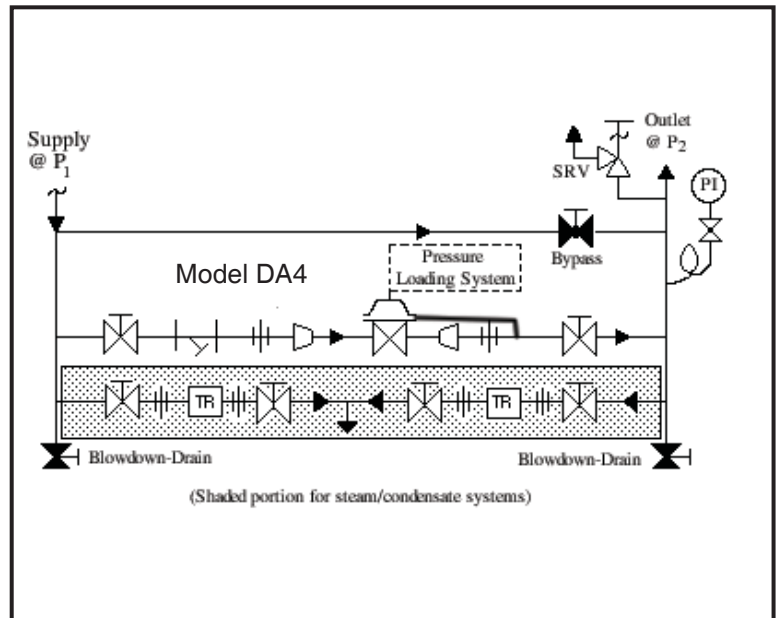 Supply
@ P1
Outlet
@ P2
SRV
PI
Bypass
Pressure
Loading System
Model DA4
TR
TR
Blowdown-Drain
Blowdown-Drain
(Shaded portion for steam/condensate systems)